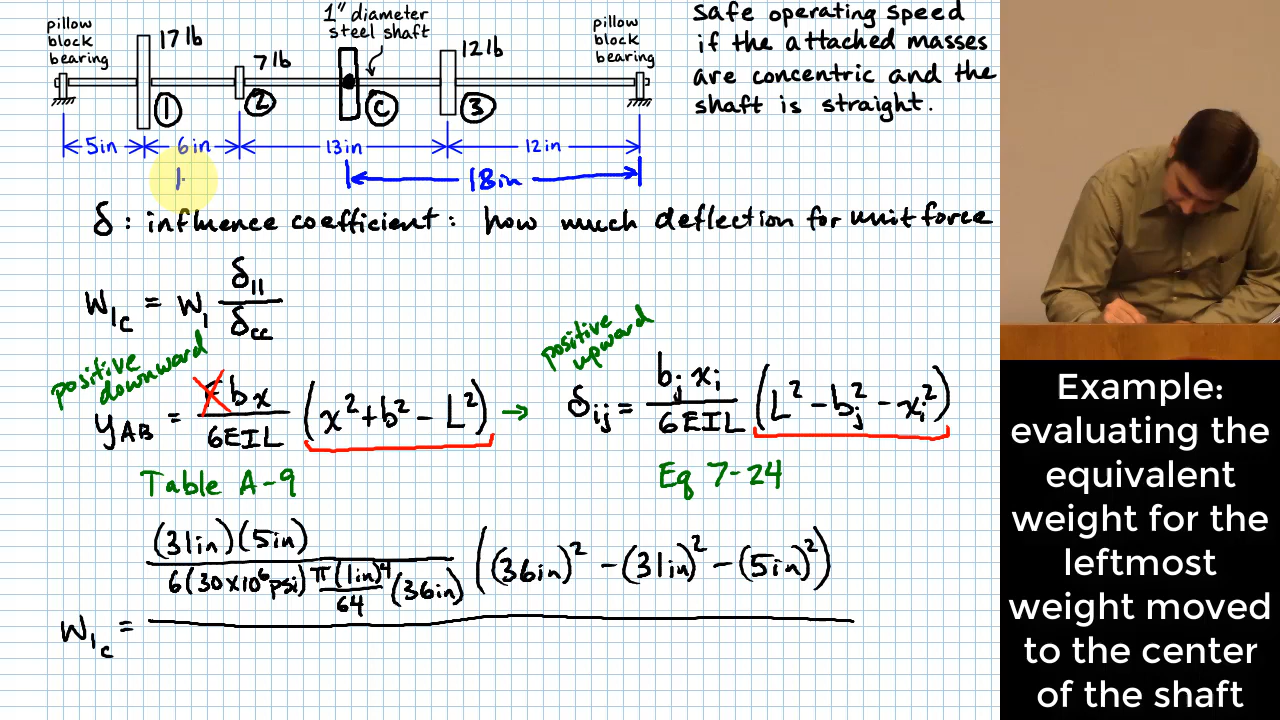 pillow
block
bearing
17 lb
7 lb
1" diameter
steel shaft
12 lb
pillow
block
bearing
1
2
C
3
5in
6in
13in
12in
18in
safe operating speed
if the attached masses
are concentric and the
shaft is straight.
δ : influence coefficient : how much deflection for unit force
W₁c = W₁ δ₁₁/δcc
positive
downward
positive
upward
yAB = Fbx/6EIL (x² + b² − L²) → δij = bj xi/6EIL (L² − bj² − xi²)
Table A-9
Eq 7-24
W₁c = (31in)(5in)/6(30×10⁶psi) π(1in)⁴/64 (36in) ((36in)² − (31in)² − (5in)²)
Example:
evaluating the
equivalent
weight for the
leftmost
weight moved
to the center
of the shaft